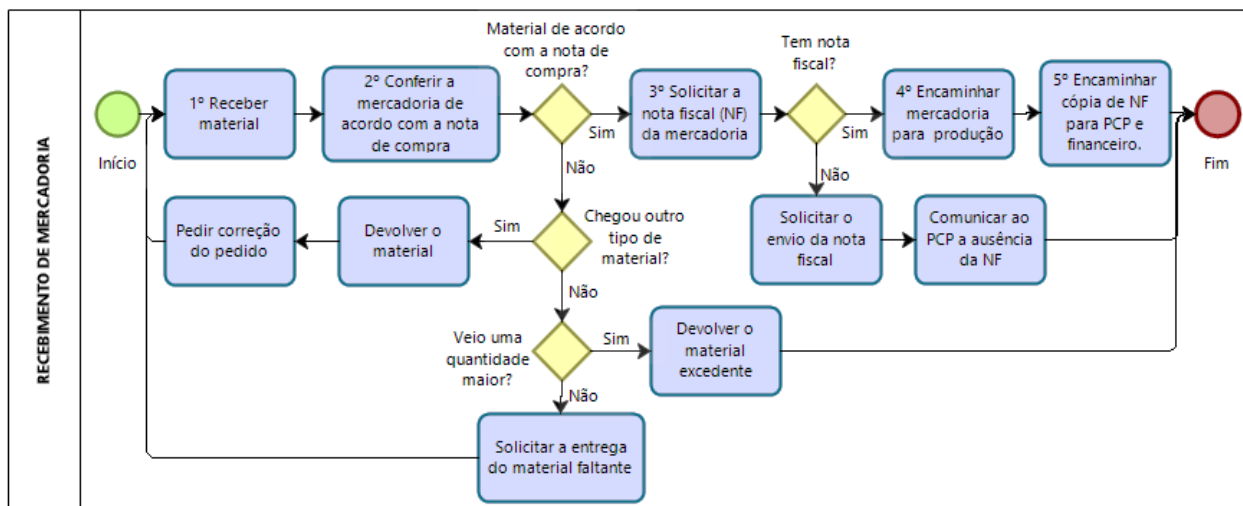 RECEBIMENTO DE MERCADORIA
Início
1º Receber
material
2º Conferir a
mercadoria de
acordo com a nota
de compra
Material de acordo
com a nota de
compra?
Sim
Não
3º Solicitar a
nota fiscal (NF)
da mercadoria
Tem nota
fiscal?
Sim
Não
4º Encaminhar
mercadoria
para produção
5º Encaminhar
cópia de NF
para PCP e
financeiro.
Fim
Pedir correção
do pedido
Devolver o
material
Sim
Chegou outro
tipo de
material?
Não
Solicitar o
envio da nota
fiscal
Comunicar ao
PCP a ausência
da NF
Veio uma
quantidade
maior?
Sim
Não
Devolver o
material
excedente
Solicitar a entrega
do material faltante